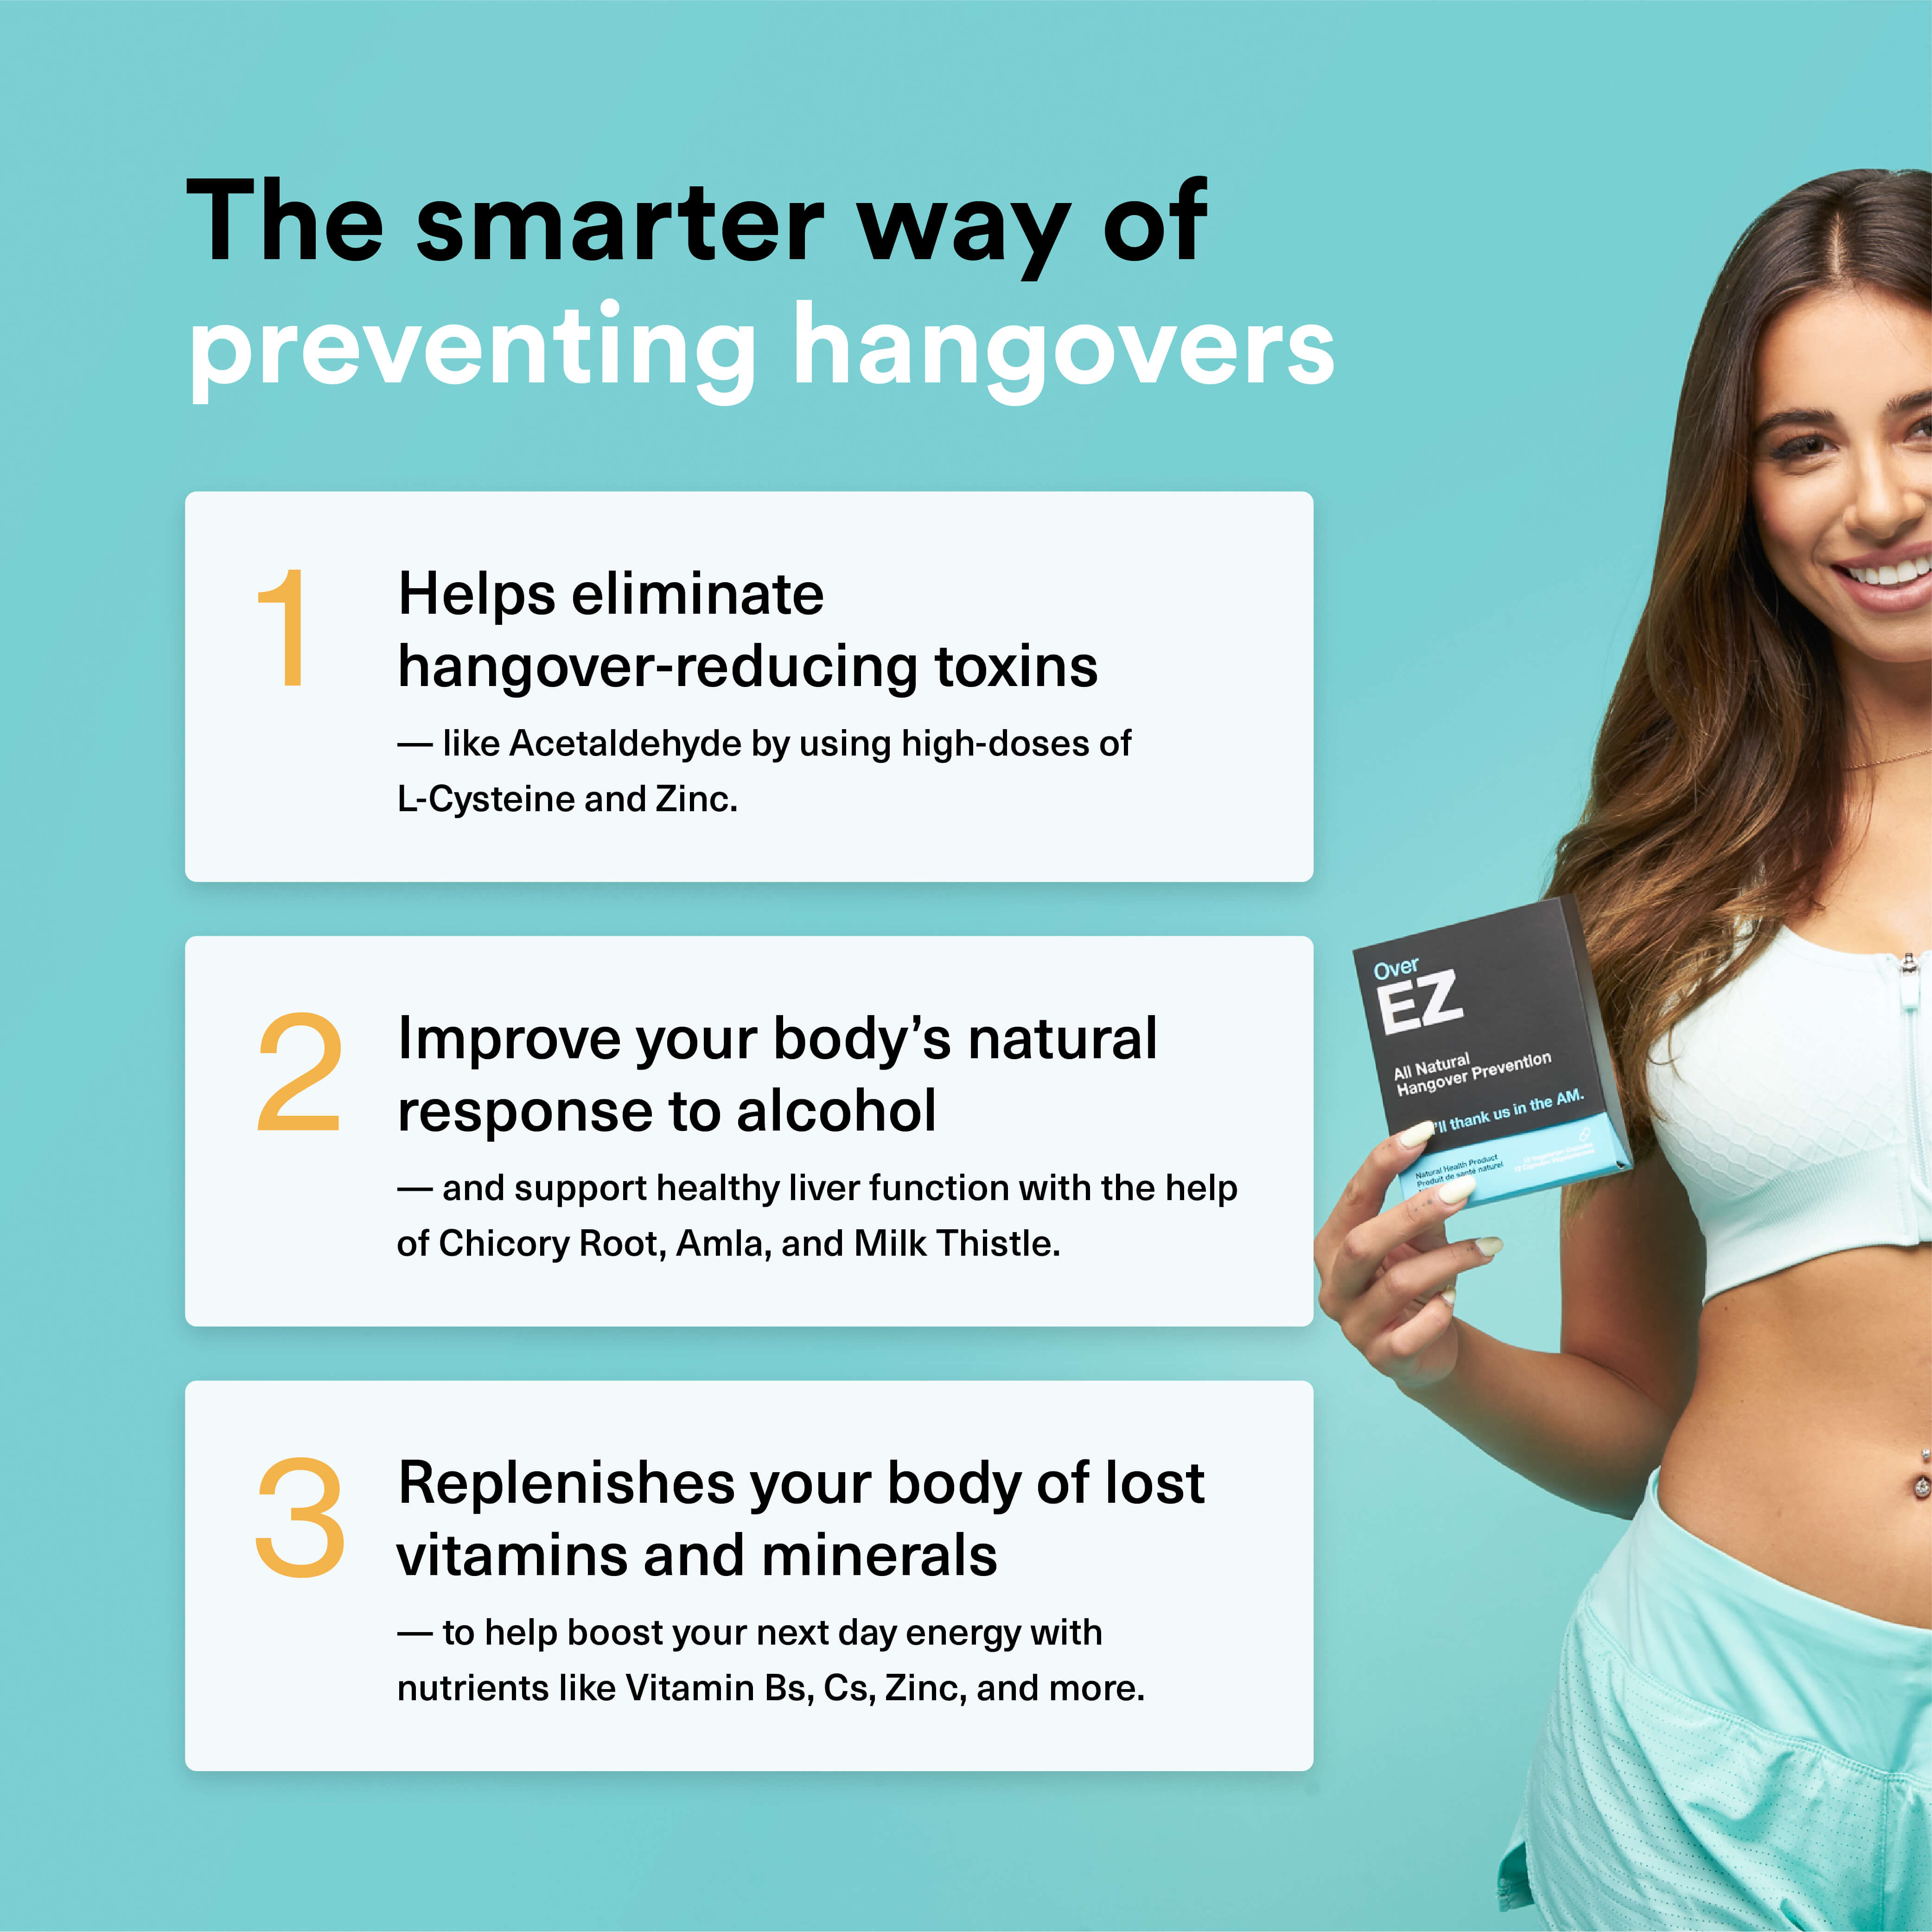 The smarter way of
preventing hangovers
1
Helps eliminate
hangover-reducing toxins
— like Acetaldehyde by using high-doses of
L-Cysteine and Zinc.
2
Improve your body’s natural
response to alcohol
— and support healthy liver function with the help
of Chicory Root, Amla, and Milk Thistle.
3
Replenishes your body of lost
vitamins and minerals
— to help boost your next day energy with
nutrients like Vitamin Bs, Cs, Zinc, and more.
Over
EZ
All Natural
Hangover Prevention
'll thank us in the AM.
Natural Health Product
Produit de santé naturel